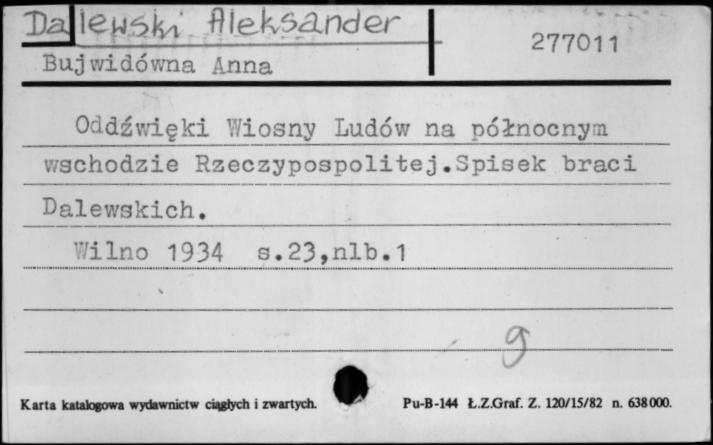 Dalewski Aleksander
277011
Bujwidówna Anna
Oddźwięki Wiosny Ludów na północnym
wschodzie Rzeczypospolitej.Spisek braci
Dalewskich.
Wilno 1934 s.23,nlb.1
g
Karta katalogowa wydawnictw ciągłych i zwartych.
Pu-B-144 Ł.Z.Graf. Z. 120/15/82 n. 638000.